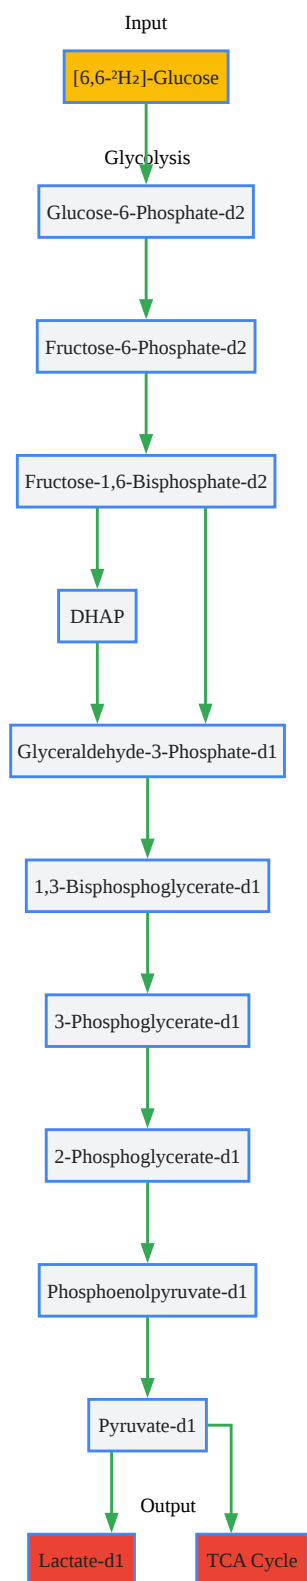 Input
[6,6-²H₂]-Glucose
Glycolysis
Glucose-6-Phosphate-d2
Fructose-6-Phosphate-d2
Fructose-1,6-Bisphosphate-d2
DHAP
Glyceraldehyde-3-Phosphate-d1
1,3-Bisphosphoglycerate-d1
3-Phosphoglycerate-d1
2-Phosphoglycerate-d1
Phosphoenolpyruvate-d1
Pyruvate-d1
Output
Lactate-d1
TCA Cycle